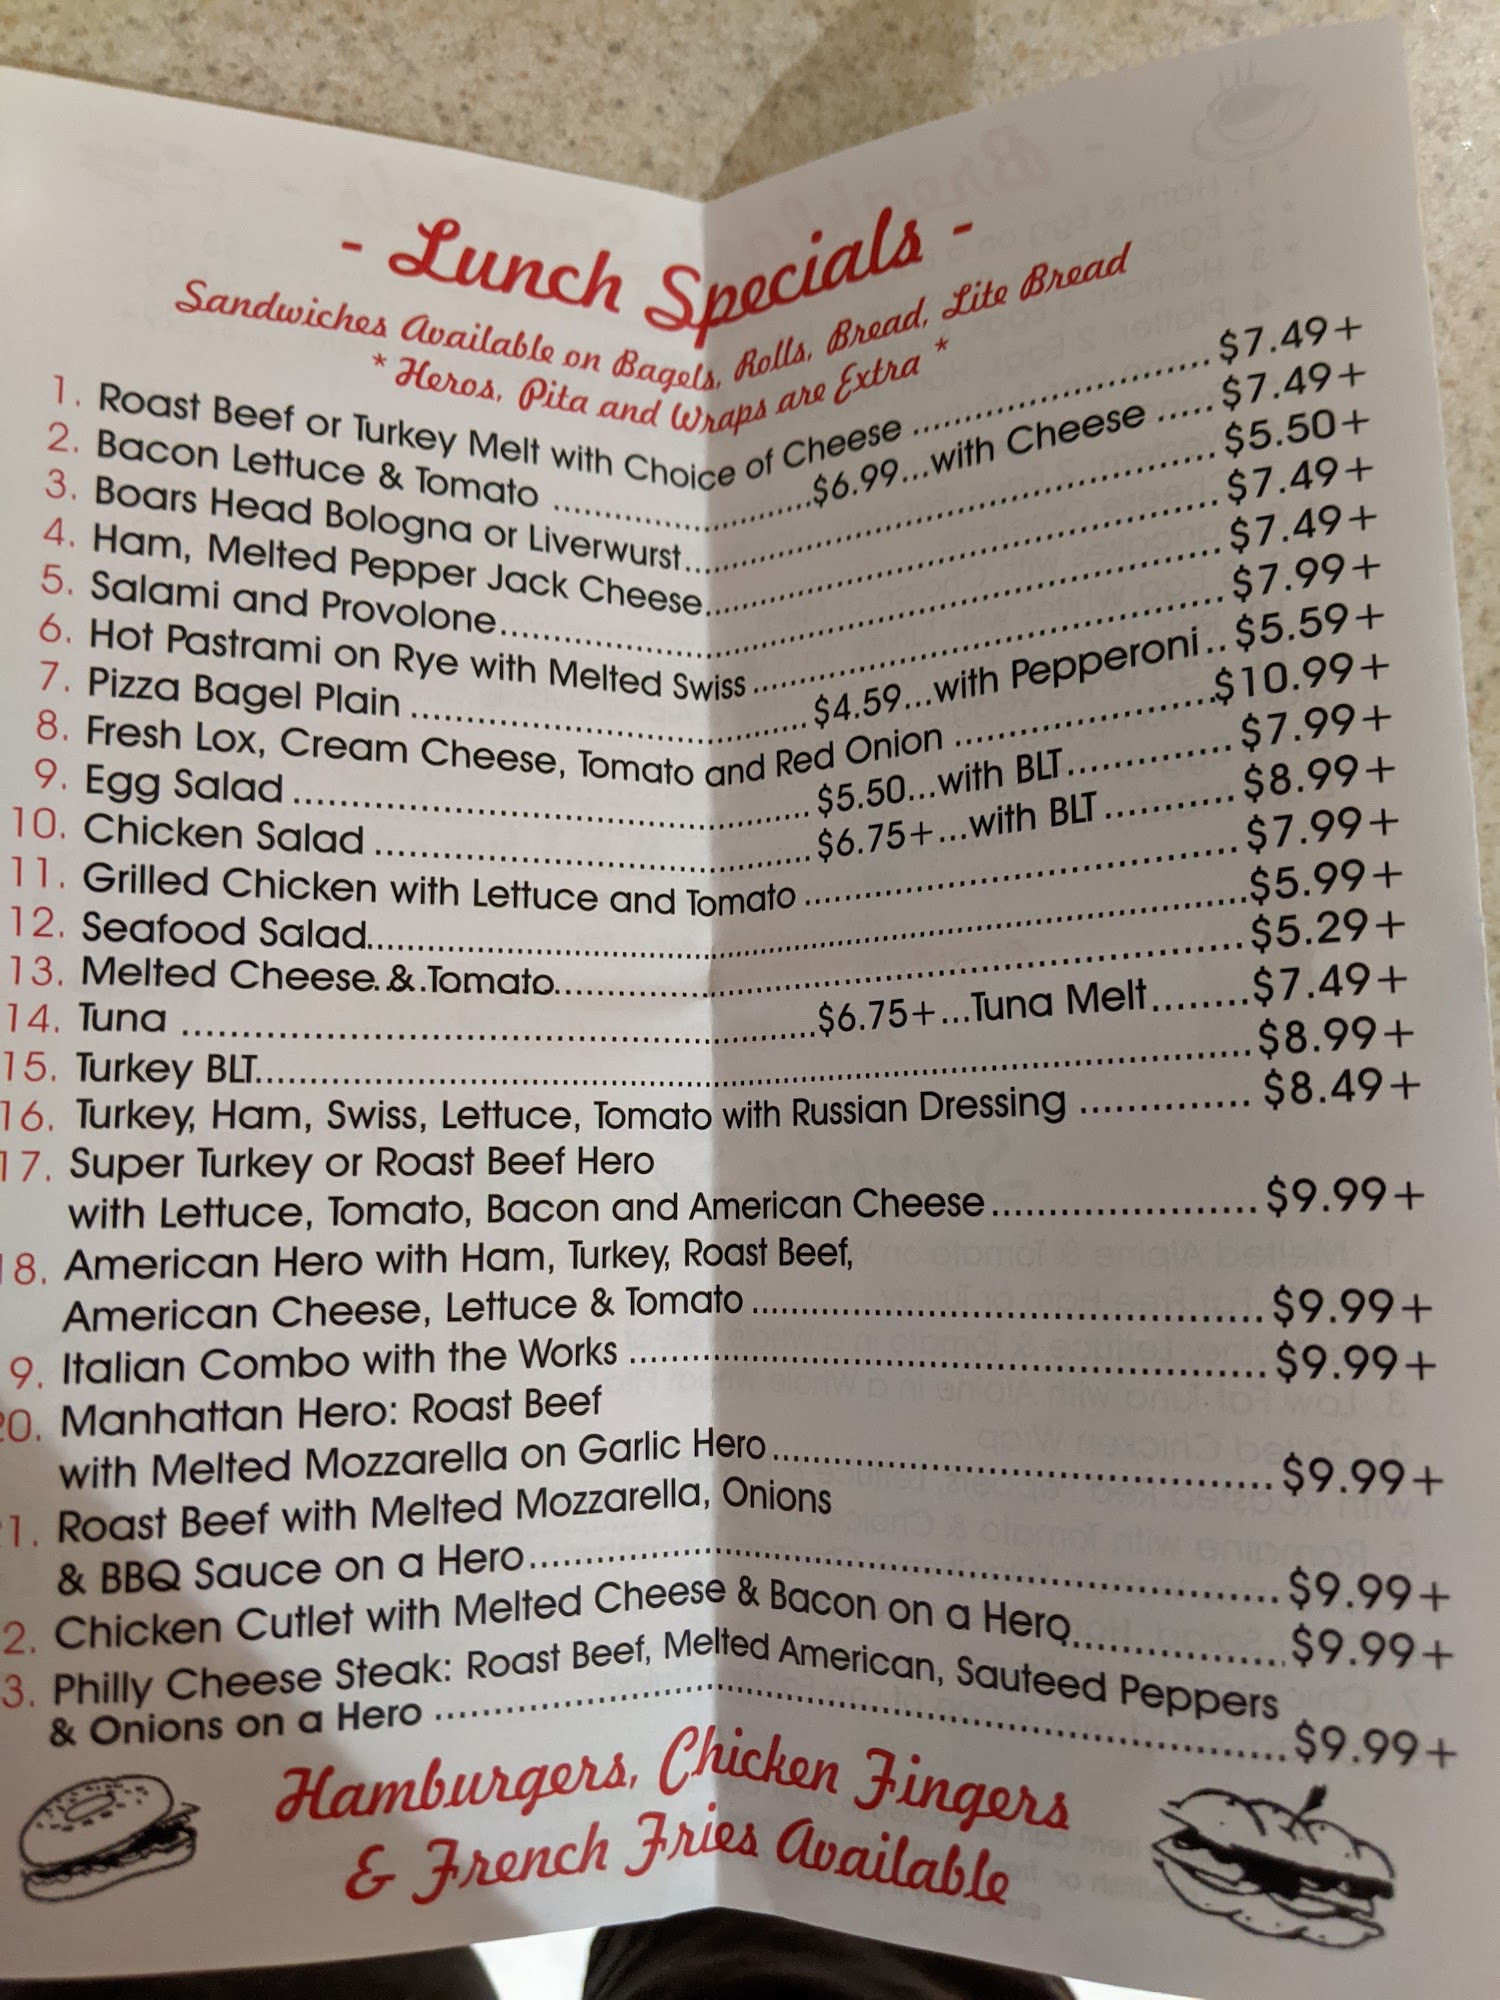 - Lunch Specials -
Sandwiches Available on Bagels, Rolls, Bread, Lite Bread
* Heros, Pita and Wraps are Extra *
1. Roast Beef or Turkey Melt with Choice of Cheese ........................ $7.49+
2. Bacon Lettuce & Tomato ........................ $6.99...with Cheese ..... $7.49+
3. Boars Head Bologna or Liverwurst........................ $5.50+
4. Ham, Melted Pepper Jack Cheese........................ $7.49+
5. Salami and Provolone........................ $7.49+
6. Hot Pastrami on Rye with Melted Swiss ........................ $7.99+
7. Pizza Bagel Plain ........................ $4.59...with Pepperoni.. $5.59+
8. Fresh Lox, Cream Cheese, Tomato and Red Onion ........................ $10.99+
9. Egg Salad ........................ $5.50...with BLT............ $7.99+
10. Chicken Salad ........................ $6.75+...with BLT .......... $8.99+
11. Grilled Chicken with Lettuce and Tomato ........................ $7.99+
12. Seafood Salad........................ $5.99+
13. Melted Cheese.&.Tomato........................ $5.29+
14. Tuna ........................ $6.75+...Tuna Melt........ $7.49+
15. Turkey BLT........................ $8.99+
16. Turkey, Ham, Swiss, Lettuce, Tomato with Russian Dressing .............. $8.49+
17. Super Turkey or Roast Beef Hero
with Lettuce, Tomato, Bacon and American Cheese...................... $9.99+
18. American Hero with Ham, Turkey, Roast Beef,
American Cheese, Lettuce & Tomato ........................ $9.99+
9. Italian Combo with the Works ........................ $9.99+
20. Manhattan Hero: Roast Beef
with Melted Mozzarella on Garlic Hero........................ $9.99+
1. Roast Beef with Melted Mozzarella, Onions
& BBQ Sauce on a Hero........................ $9.99+
2. Chicken Cutlet with Melted Cheese & Bacon on a Hero................ $9.99+
3. Philly Cheese Steak: Roast Beef, Melted American, Sauteed Peppers
& Onions on a Hero ........................ $9.99+
Hamburgers, Chicken Fingers
& French Fries Available